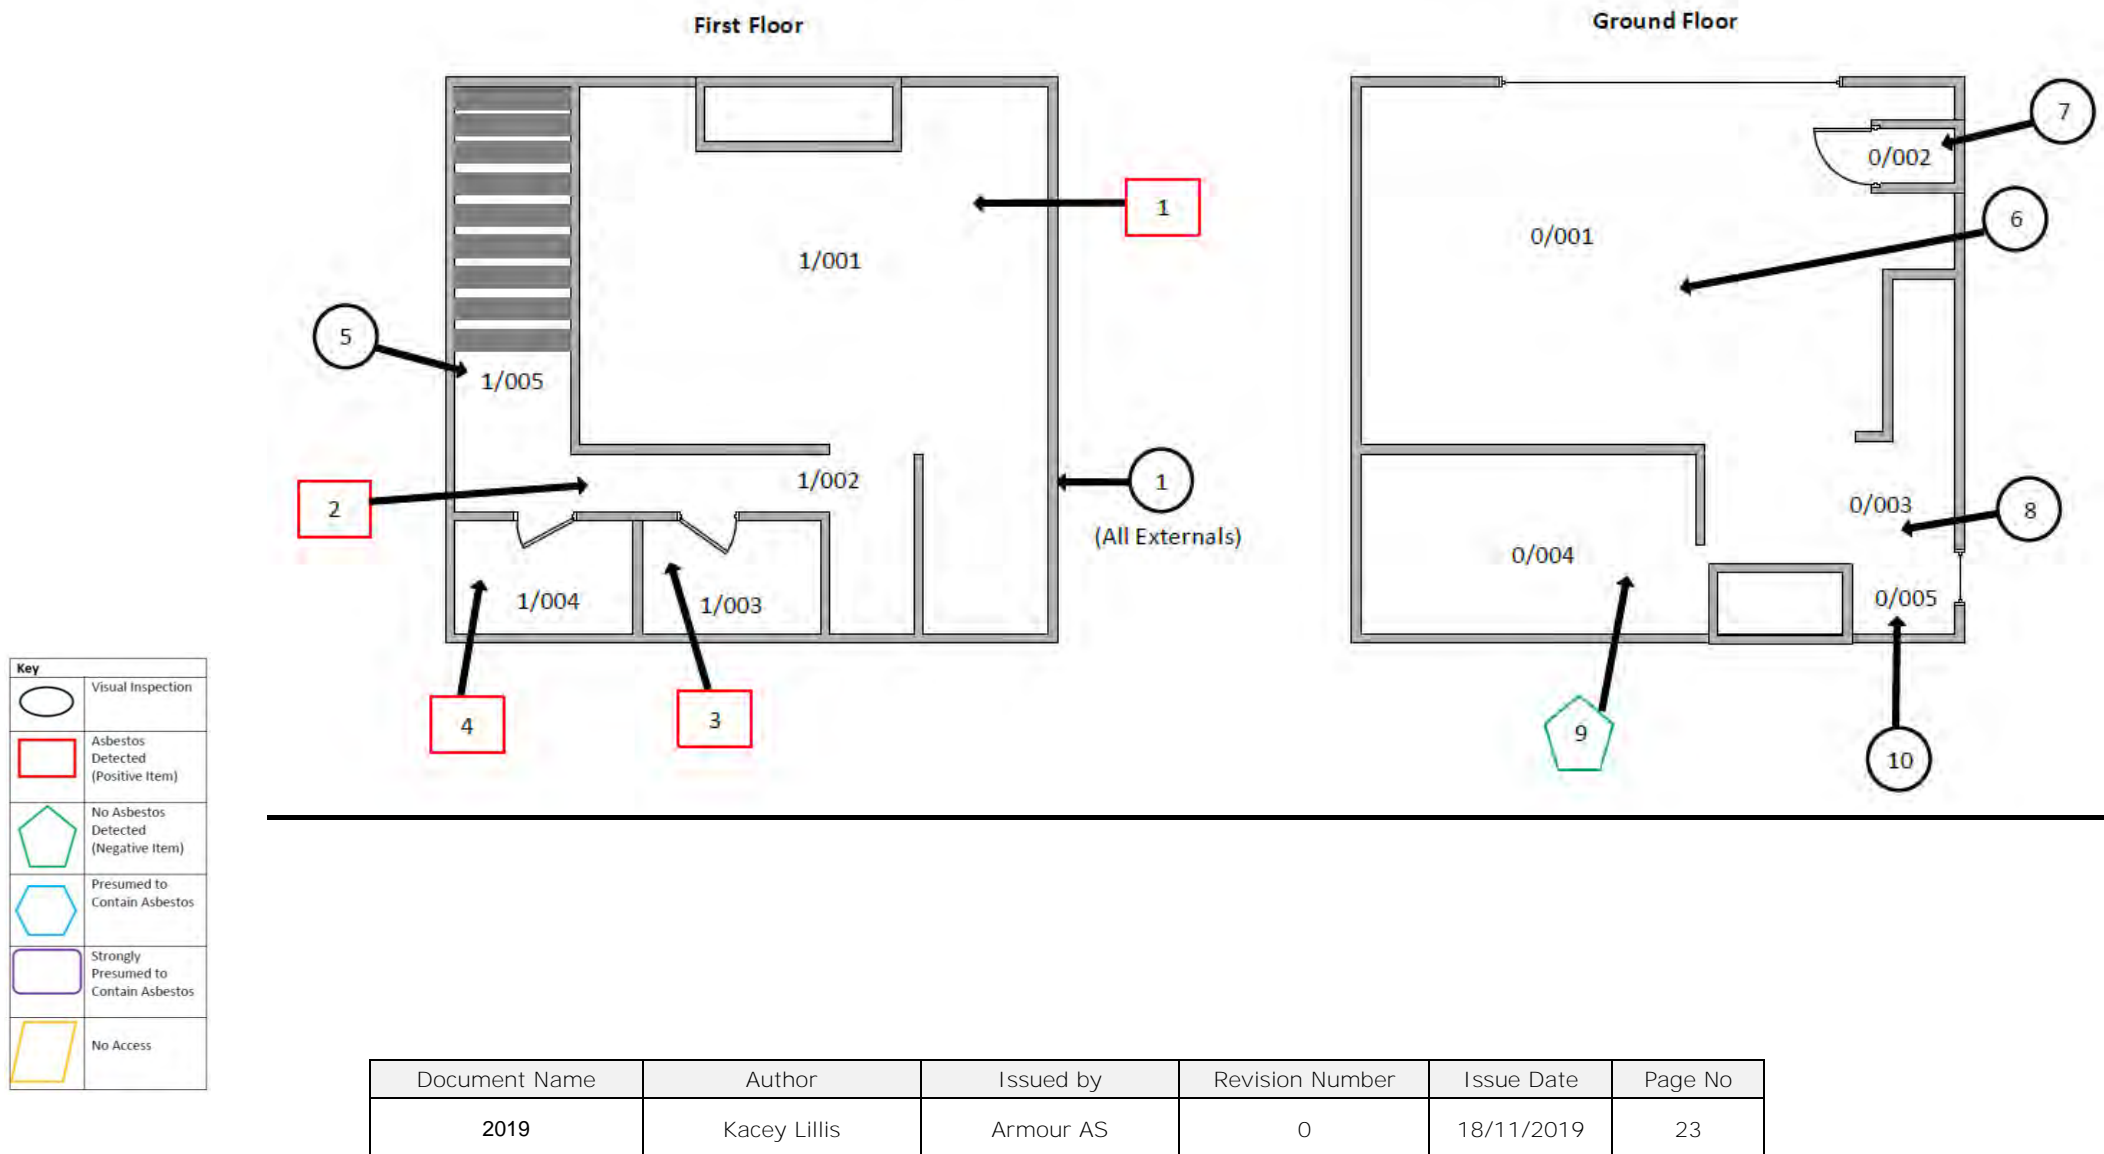 First Floor
Ground Floor
7
0/002
1
6
0/001
1/001
5
1/005
1/002
1
(All Externals)
2
0/003
8
0/004
1/004
1/003
0/005
4
3
9
10
Key
Visual Inspection
Asbestos
Detected
(Positive Item)
No Asbestos
Detected
(Negative Item)
Presumed to
Contain Asbestos
Strongly
Presumed to
Contain Asbestos
No Access
Document Name Author Issued by Revision Number Issue Date Page No
2019 Kacey Lillis Armour AS 0 18/11/2019 23